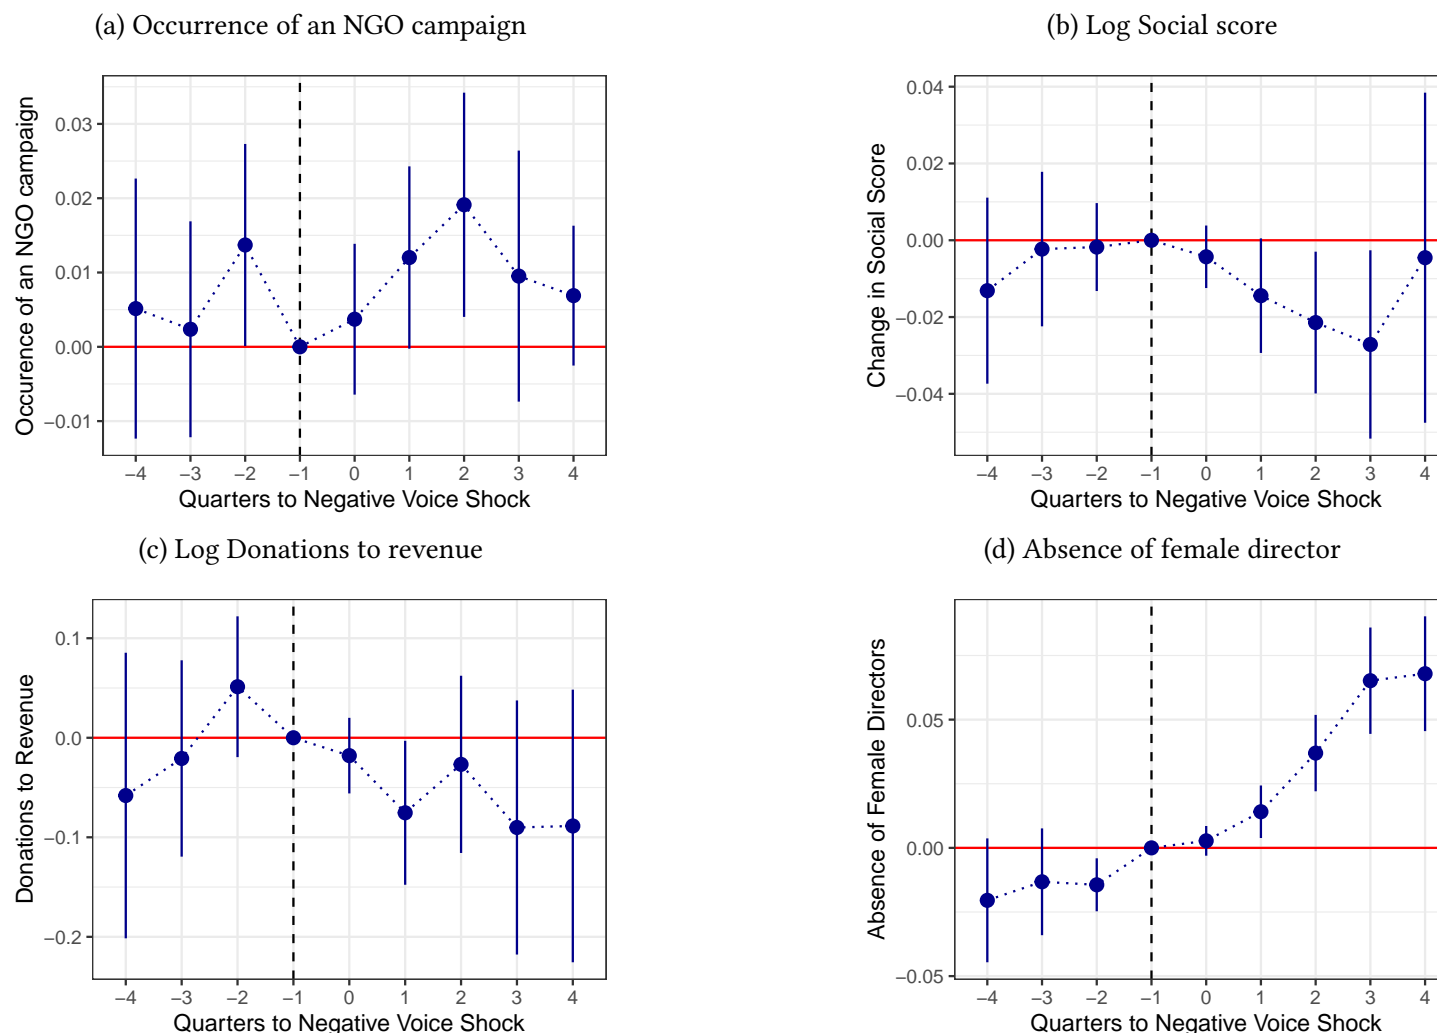 (a) Occurrence of an NGO campaign
Occurence of an NGO campaign
0.03
0.02
0.01
0.00
−0.01
−4 −3 −2 −1 0 1 2 3 4
Quarters to Negative Voice Shock
(b) Log Social score
Change in Social Score
0.04
0.02
0.00
−0.02
−0.04
−4 −3 −2 −1 0 1 2 3 4
Quarters to Negative Voice Shock
(c) Log Donations to revenue
Donations to Revenue
0.1
0.0
−0.1
−0.2
−4 −3 −2 −1 0 1 2 3 4
Quarters to Negative Voice Shock
(d) Absence of female director
Absence of Female Directors
0.05
0.00
−0.05
−4 −3 −2 −1 0 1 2 3 4
Quarters to Negative Voice Shock